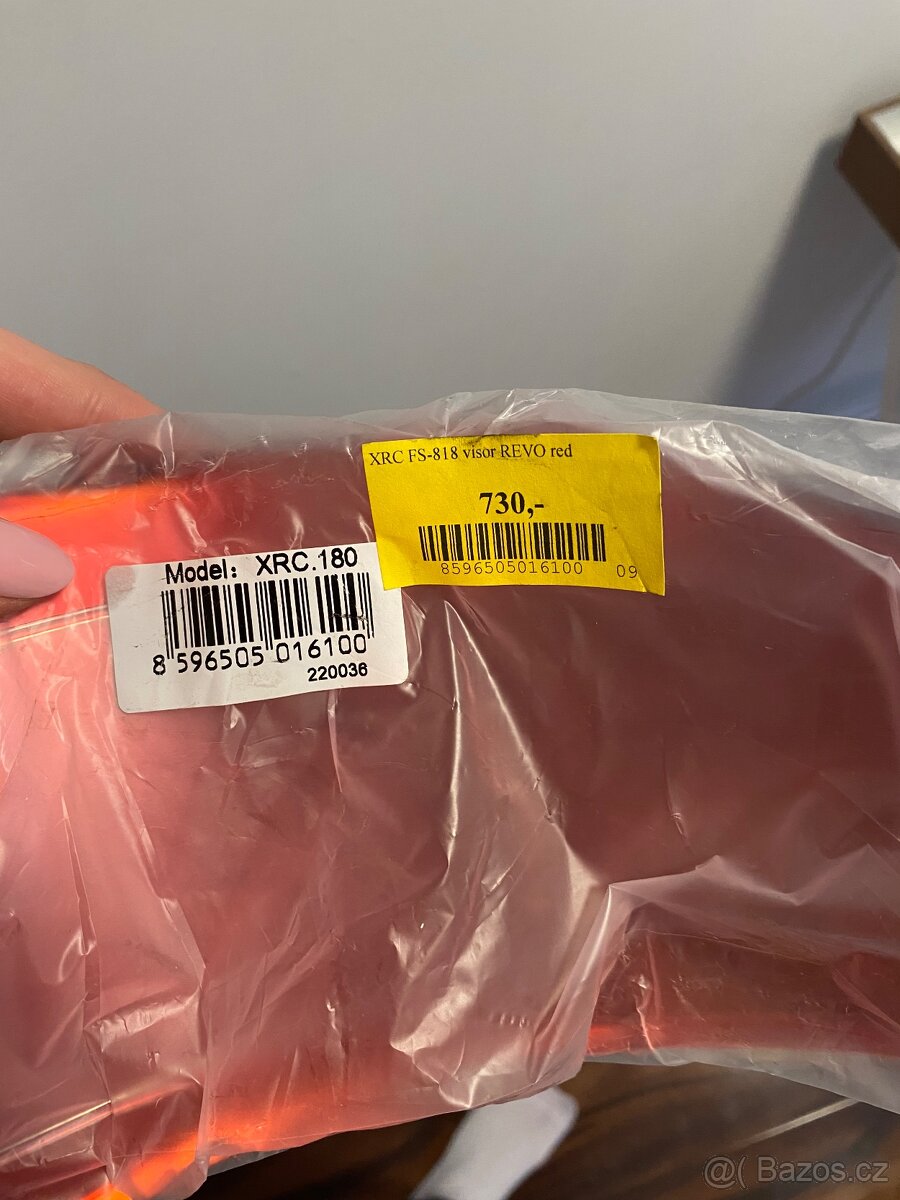 XRC FS-818 visor REVO red
730,-
8596505016100 09
Model: XRC.180
8 596505 016100
220036
@( Bazos.cz